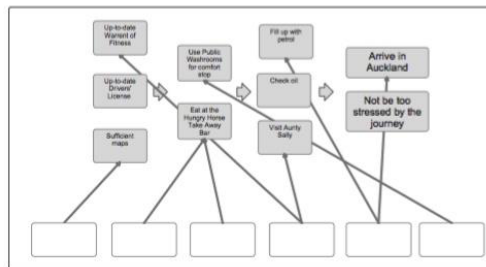 Up-to-date
Warrant of
Fitness
Up-to-date
Drivers'
License
Sufficient
maps
Use Public
Washrooms
for comfort
stop
Eat at the
Hungry Horse
Take Away
Bar
Fill up with
petrol
Check oil
Visit Aunty
Sally
Arrive in
Auckland
Not be too
stressed by the
journey